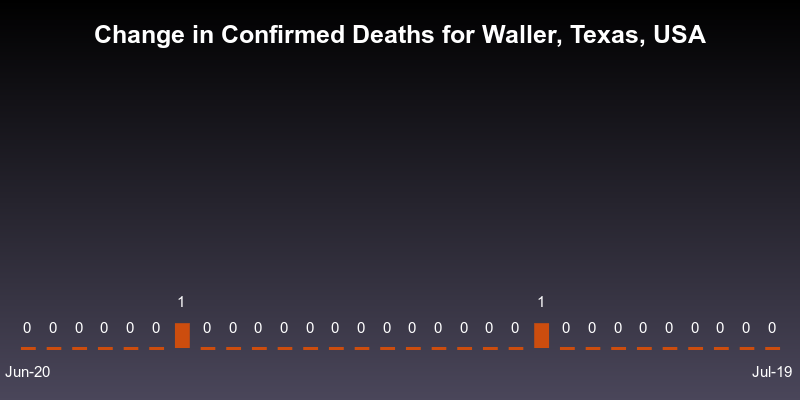 Change in Confirmed Deaths for Waller, Texas, USA
1 1
0 0 0 0 0 0 0 0 0 0 0 0 0 0 0 0 0 0 0 0 0 0 0 0 0 0 0 0
Jun-20 Jul-19